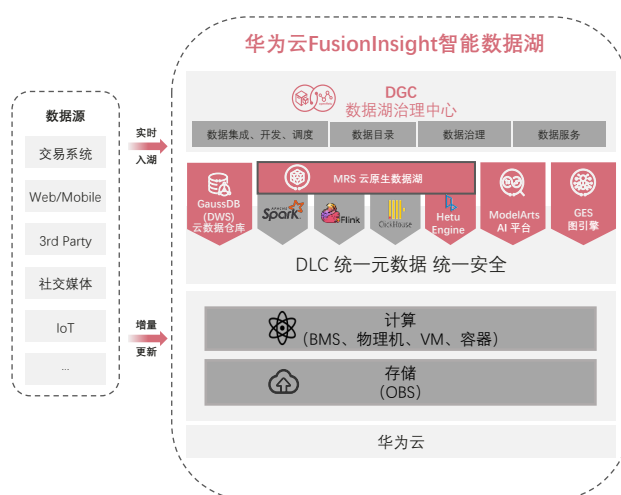 华为云FusionInsight智能数据湖
数据源
交易系统
Web/Mobile
3rd Party
社交媒体
IoT
...
实时
入湖
增量
更新
DGC
数据湖治理中心
数据集成、开发、调度
数据目录
数据治理
数据服务
GaussDB
(DWS)
云数据仓库
MRS 云原生数据湖
APACHE
Spark
Flink
ClickHouse
Hetu
Engine
ModelArts
AI 平台
GES
图引擎
DLC 统一元数据 统一安全
计算
（BMS、物理机、VM、容器）
存储
（OBS）
华为云